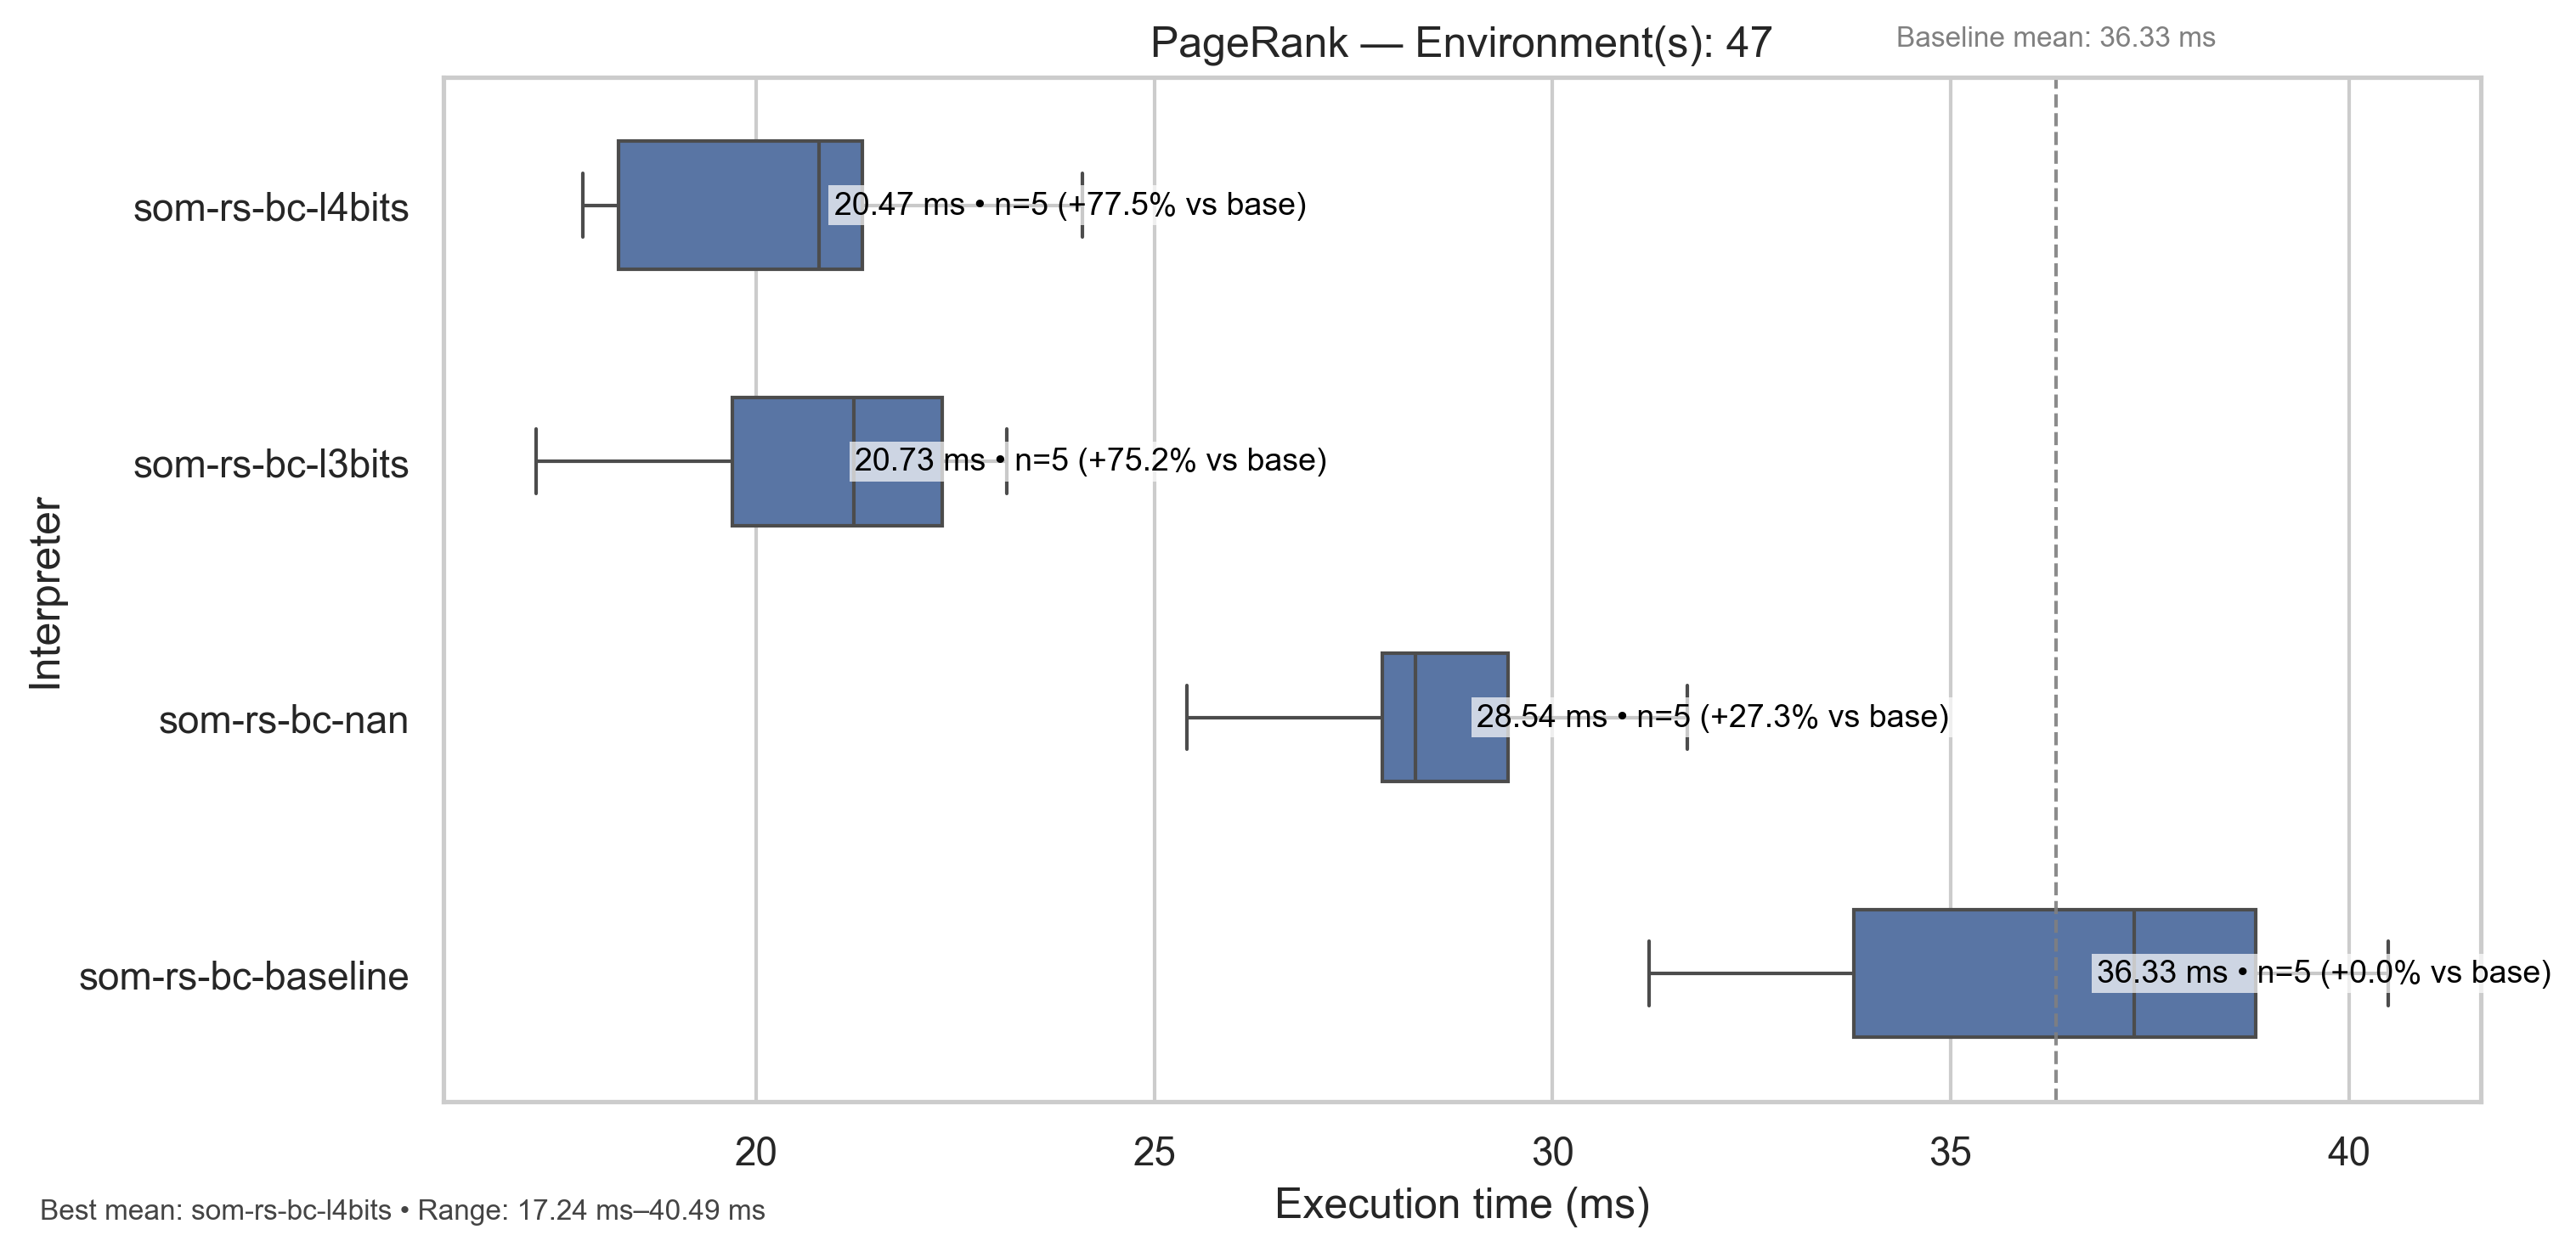 PageRank — Environment(s): 47
Baseline mean: 36.33 ms
som-rs-bc-l4bits
20.47 ms • n=5 (+77.5% vs base)
som-rs-bc-l3bits
20.73 ms • n=5 (+75.2% vs base)
Interpreter
som-rs-bc-nan
28.54 ms • n=5 (+27.3% vs base)
som-rs-bc-baseline
36.33 ms • n=5 (+0.0% vs base)
20 25 30 35 40
Execution time (ms)
Best mean: som-rs-bc-l4bits • Range: 17.24 ms–40.49 ms